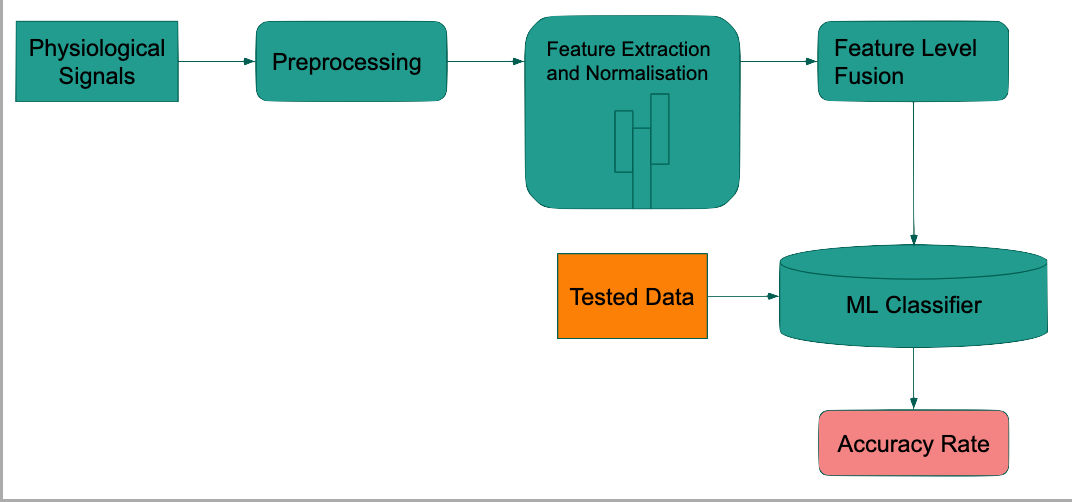 Physiological
Signals
Preprocessing
Feature Extraction
and Normalisation
Feature Level
Fusion
Tested Data
ML Classifier
Accuracy Rate